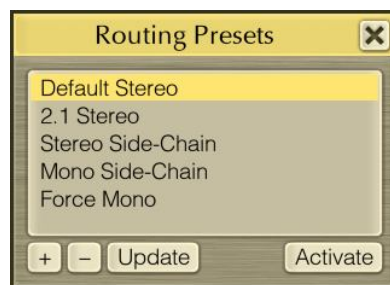 Routing Presets
Default Stereo
2.1 Stereo
Stereo Side-Chain
Mono Side-Chain
Force Mono
+ − Update Activate